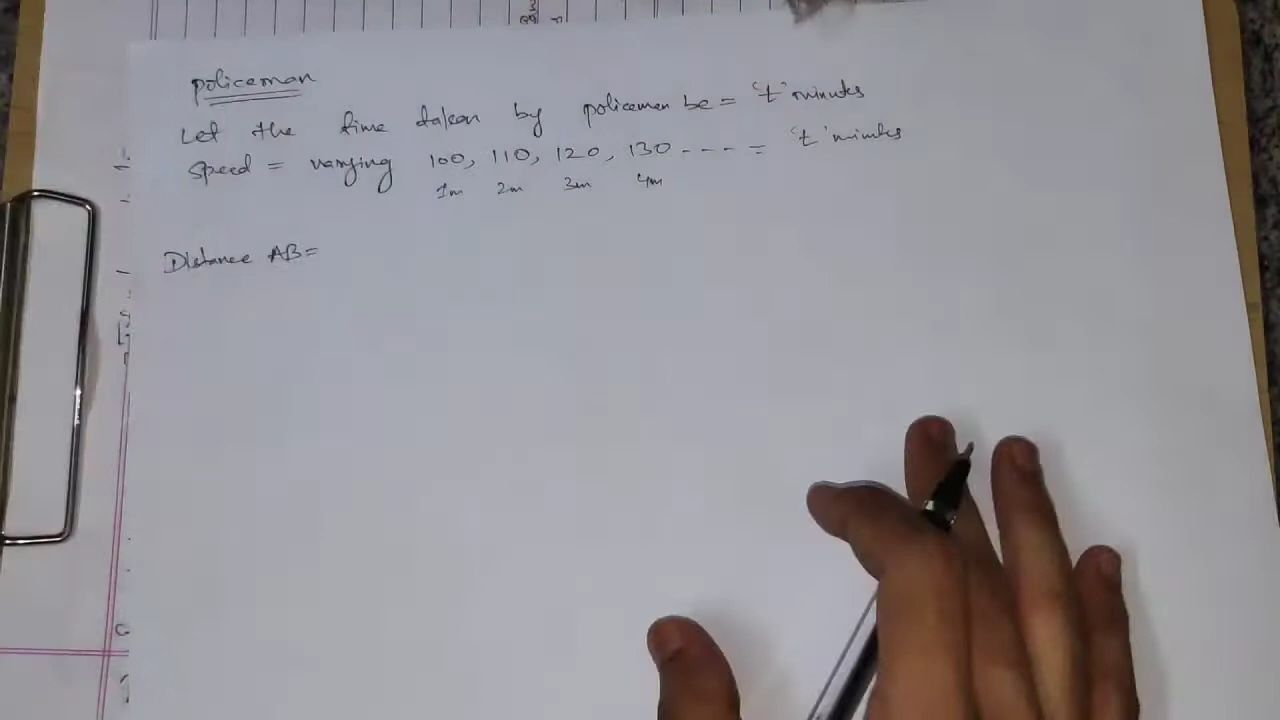 policeman
Let the time taken by policeman be = 't' minutes
Speed = varying 100, 110, 120, 130 - - - - = 't' minutes
1m 2m 3m 4m
Distance AB =